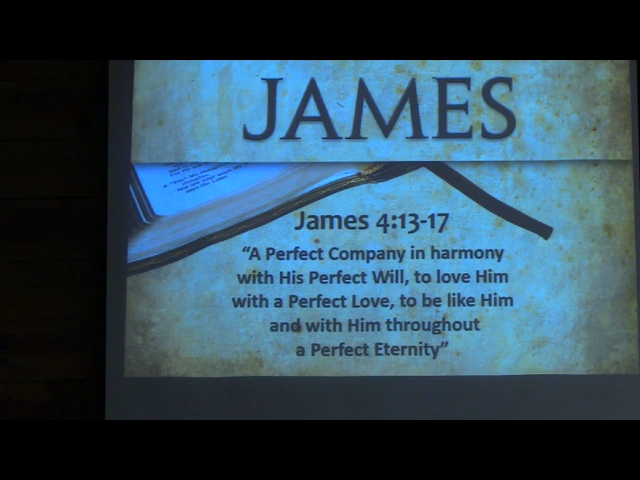 JAMES
James 4:13-17
“A Perfect Company in harmony
with His Perfect Will, to love Him
with a Perfect Love, to be like Him
and with Him throughout
a Perfect Eternity”